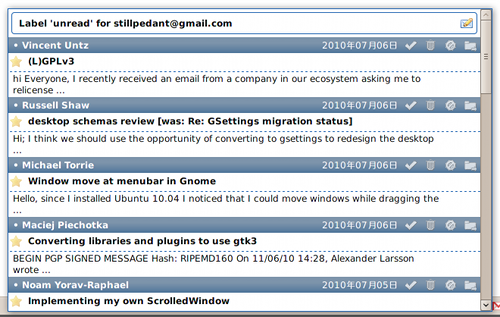 Label 'unread' for stillpedant@gmail.com
• Vincent Untz 2010年07月06日
(L)GPLv3
hi Everyone, I recently received an email from a company in our ecosystem asking me to
relicense ...
• Russell Shaw 2010年07月06日
desktop schemas review [was: Re: GSettings migration status]
Hi; I think we should use the opportunity of converting to gsettings to redesign the desktop
...
• Michael Torrie 2010年07月06日
Window move at menubar in Gnome
Hello, since I installed Ubuntu 10.04 I noticed that I could move windows while dragging the
...
• Maciej Piechotka 2010年07月06日
Converting libraries and plugins to use gtk3
BEGIN PGP SIGNED MESSAGE Hash: RIPEMD160 On 11/06/10 14:28, Alexander Larsson
wrote ...
• Noam Yorav-Raphael 2010年07月05日
Implementing my own ScrolledWindow